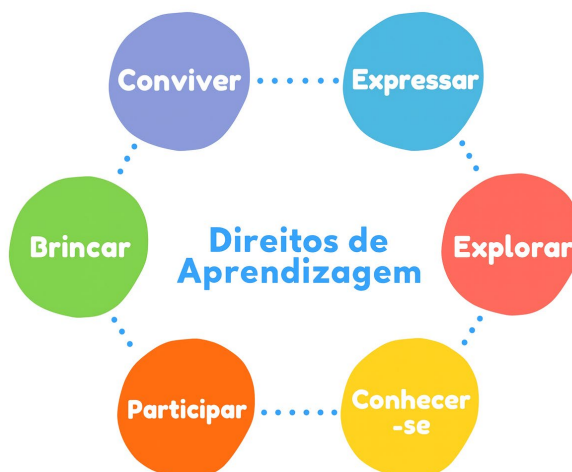 Conviver
Expressar
Brincar
Direitos de
Aprendizagem
Explorar
Participar
Conhecer
-se